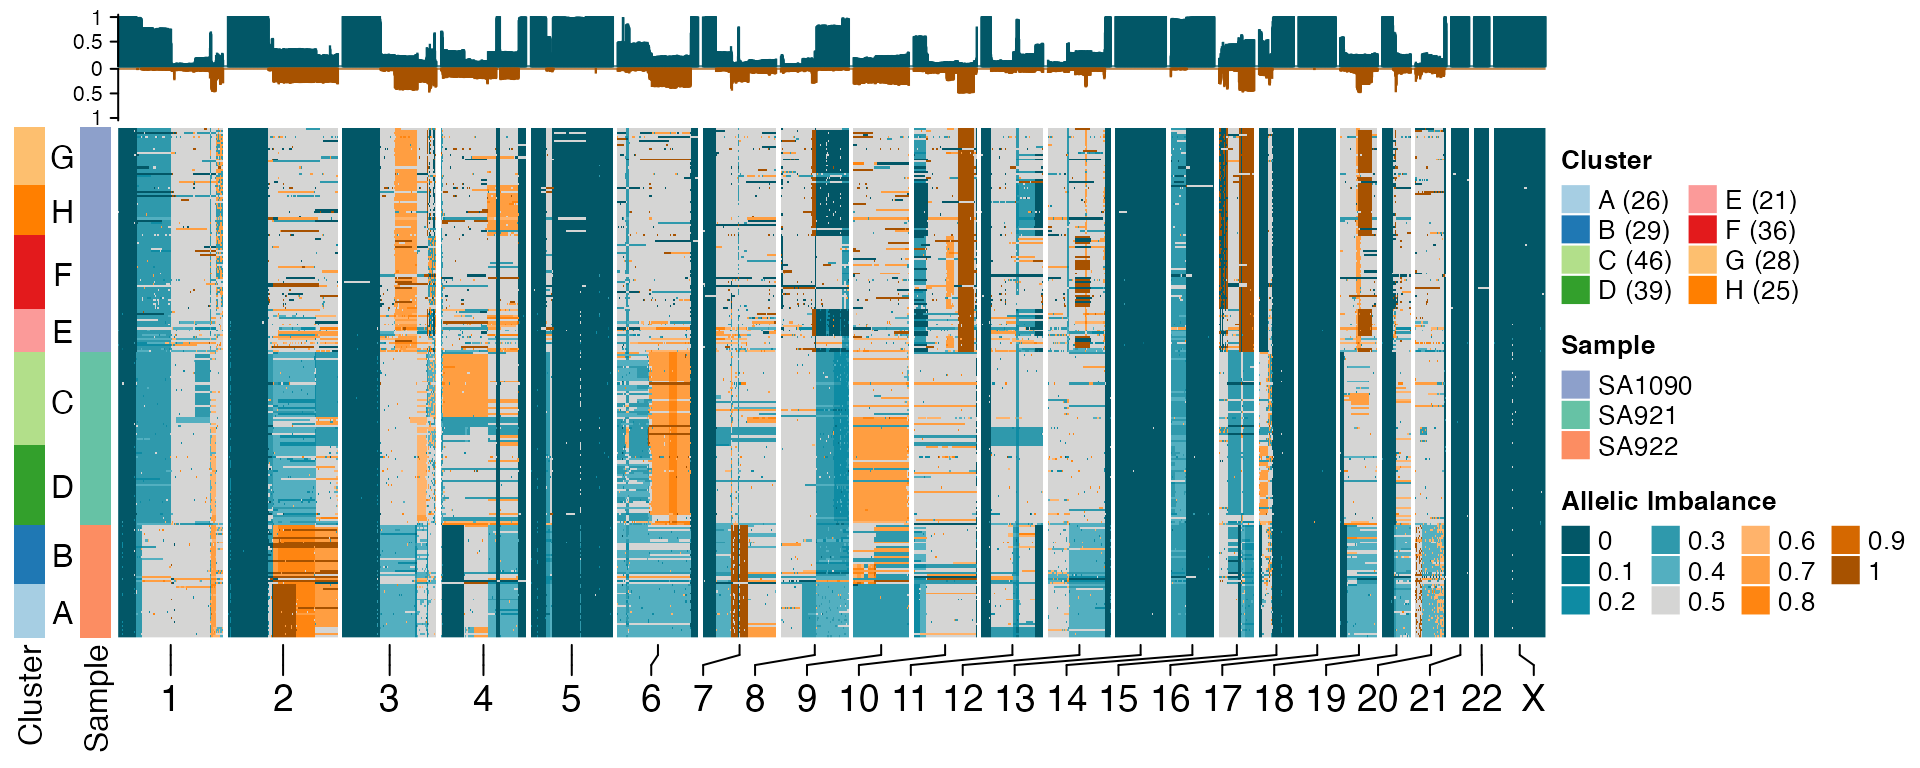 1
0.5
0
0.5
1
G
H
F
E
C
D
B
A
Cluster
Sample
1 2 3 4 5 6 7 8 9 10 11 12 13 14 15 16 17 18 19 20 21 22 X
Cluster
A (26) E (21)
B (29) F (36)
C (46) G (28)
D (39) H (25)
Sample
SA1090
SA921
SA922
Allelic Imbalance
0 0.3 0.6 0.9
0.1 0.4 0.7 1
0.2 0.5 0.8